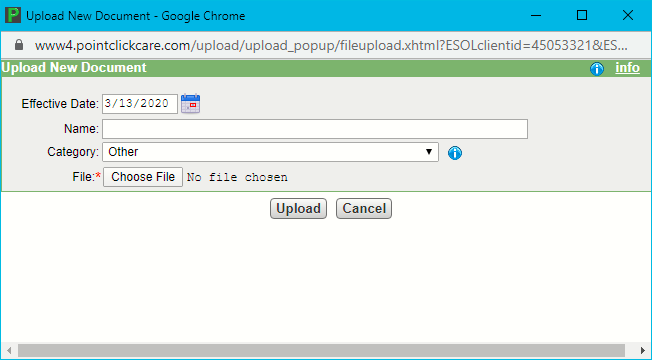 Upload New Document - Google Chrome
www4.pointclickcare.com/upload/upload_popup/fileupload.xhtml?ESOLclientid=45053321&ES...
Upload New Document info
Effective Date: 3/13/2020
Name:
Category: Other
File:* Choose File No file chosen
Upload Cancel